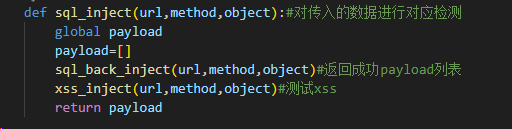 def sql_inject(url,method,object):#对传入的数据进行对应检测
global payload
payload=[]
sql_back_inject(url,method,object)#返回成功payload列表
xss_inject(url,method,object)#测试xss
return payload